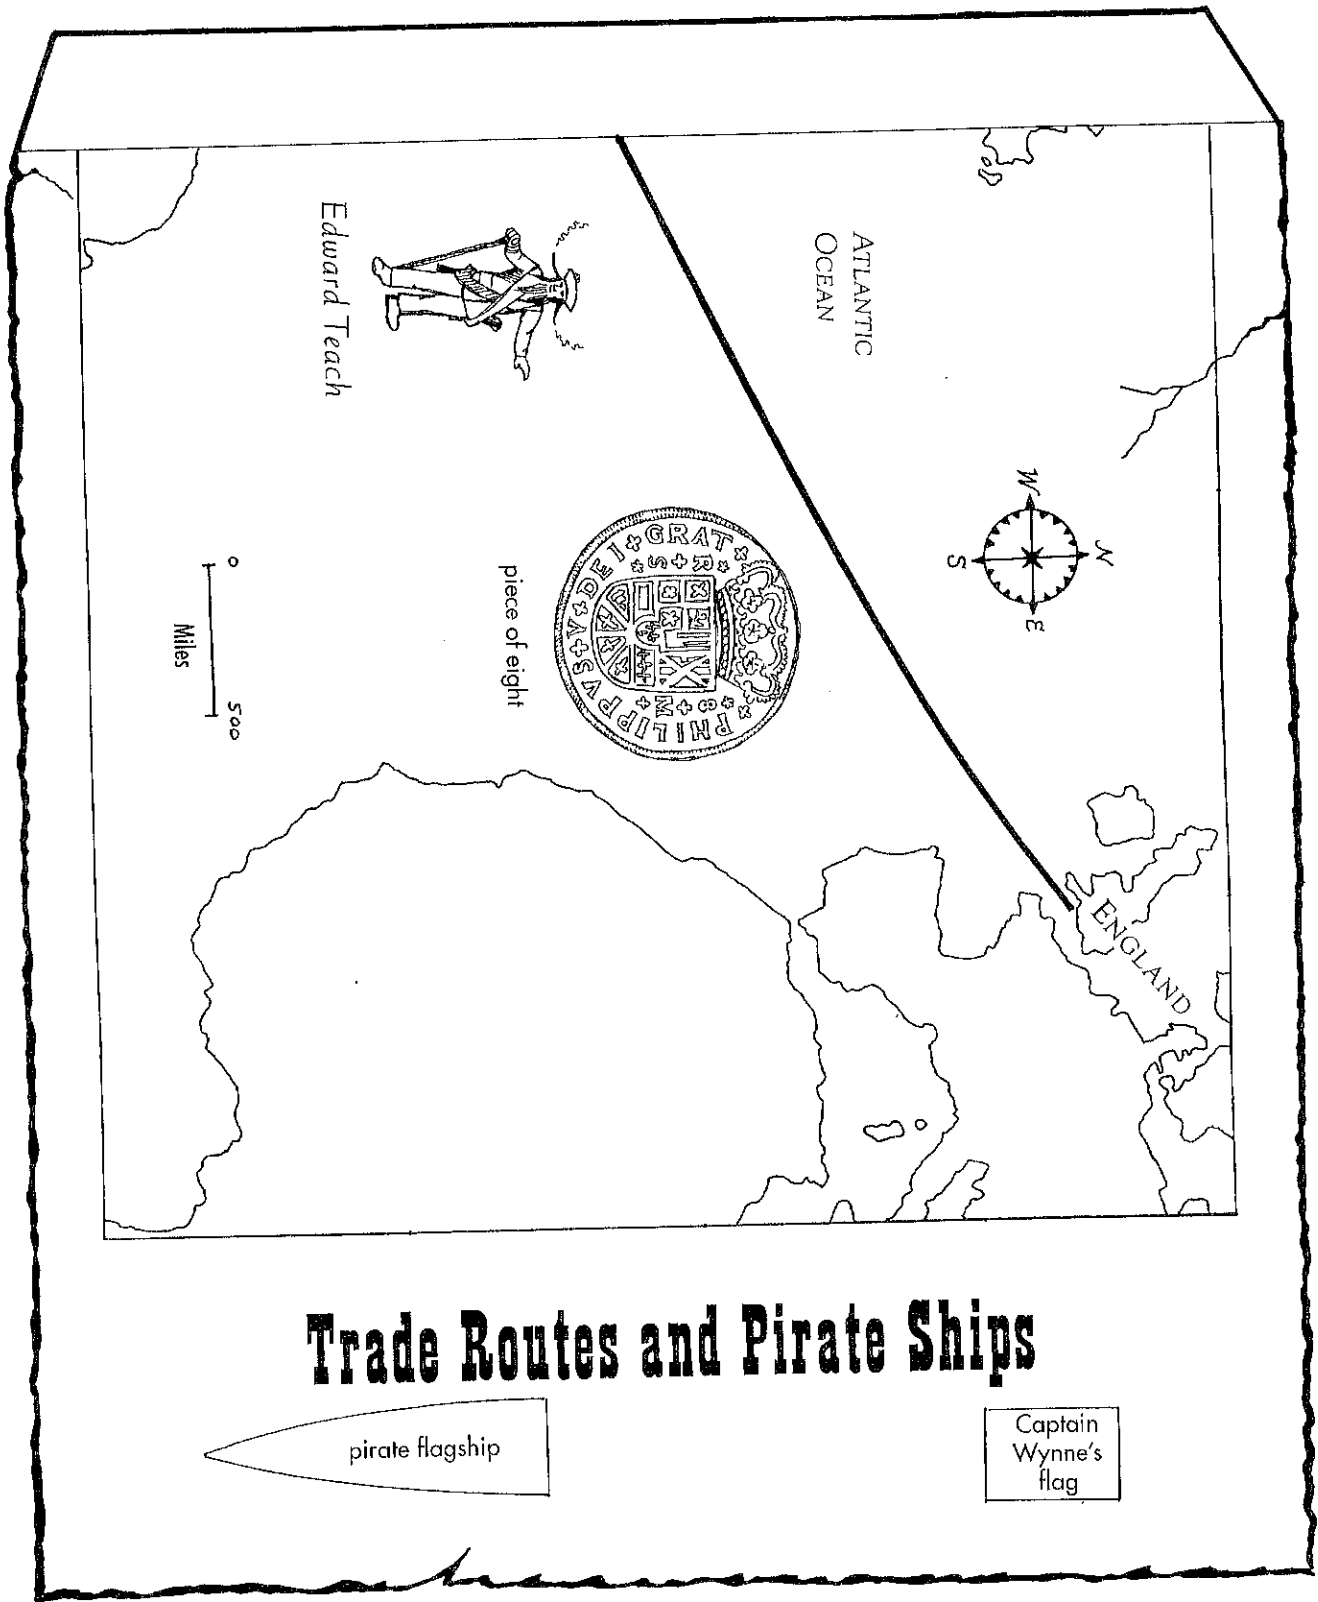 ATLANTIC
OCEAN
Edward Teach
N
W
E
S
PHILIPPVS + V + DEI + GRAT
R + S
8 + M
piece of eight
0 500
Miles
ENGLAND
Trade Routes and Pirate Ships
pirate flagship
Captain
Wynne's
flag